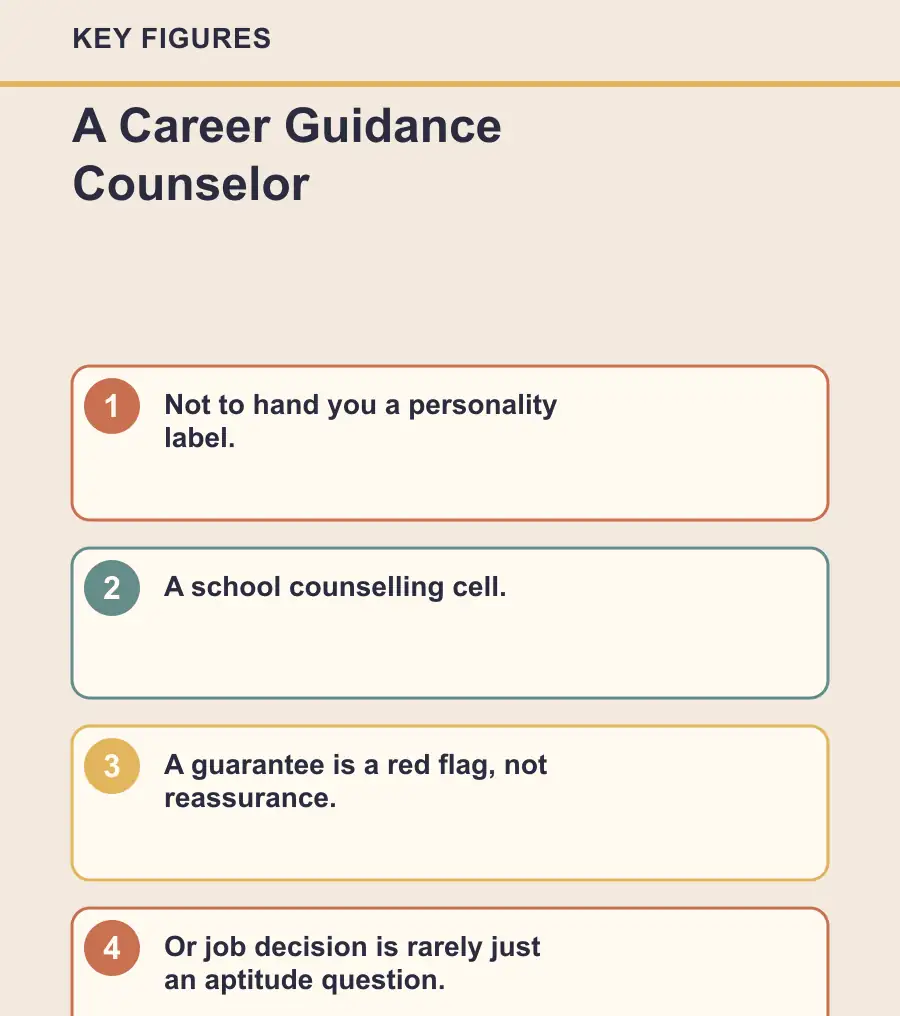 KEY FIGURES
A Career Guidance
Counselor
1
Not to hand you a personality
label.
2
A school counselling cell.
3
A guarantee is a red flag, not
reassurance.
4
Or job decision is rarely just
an aptitude question.